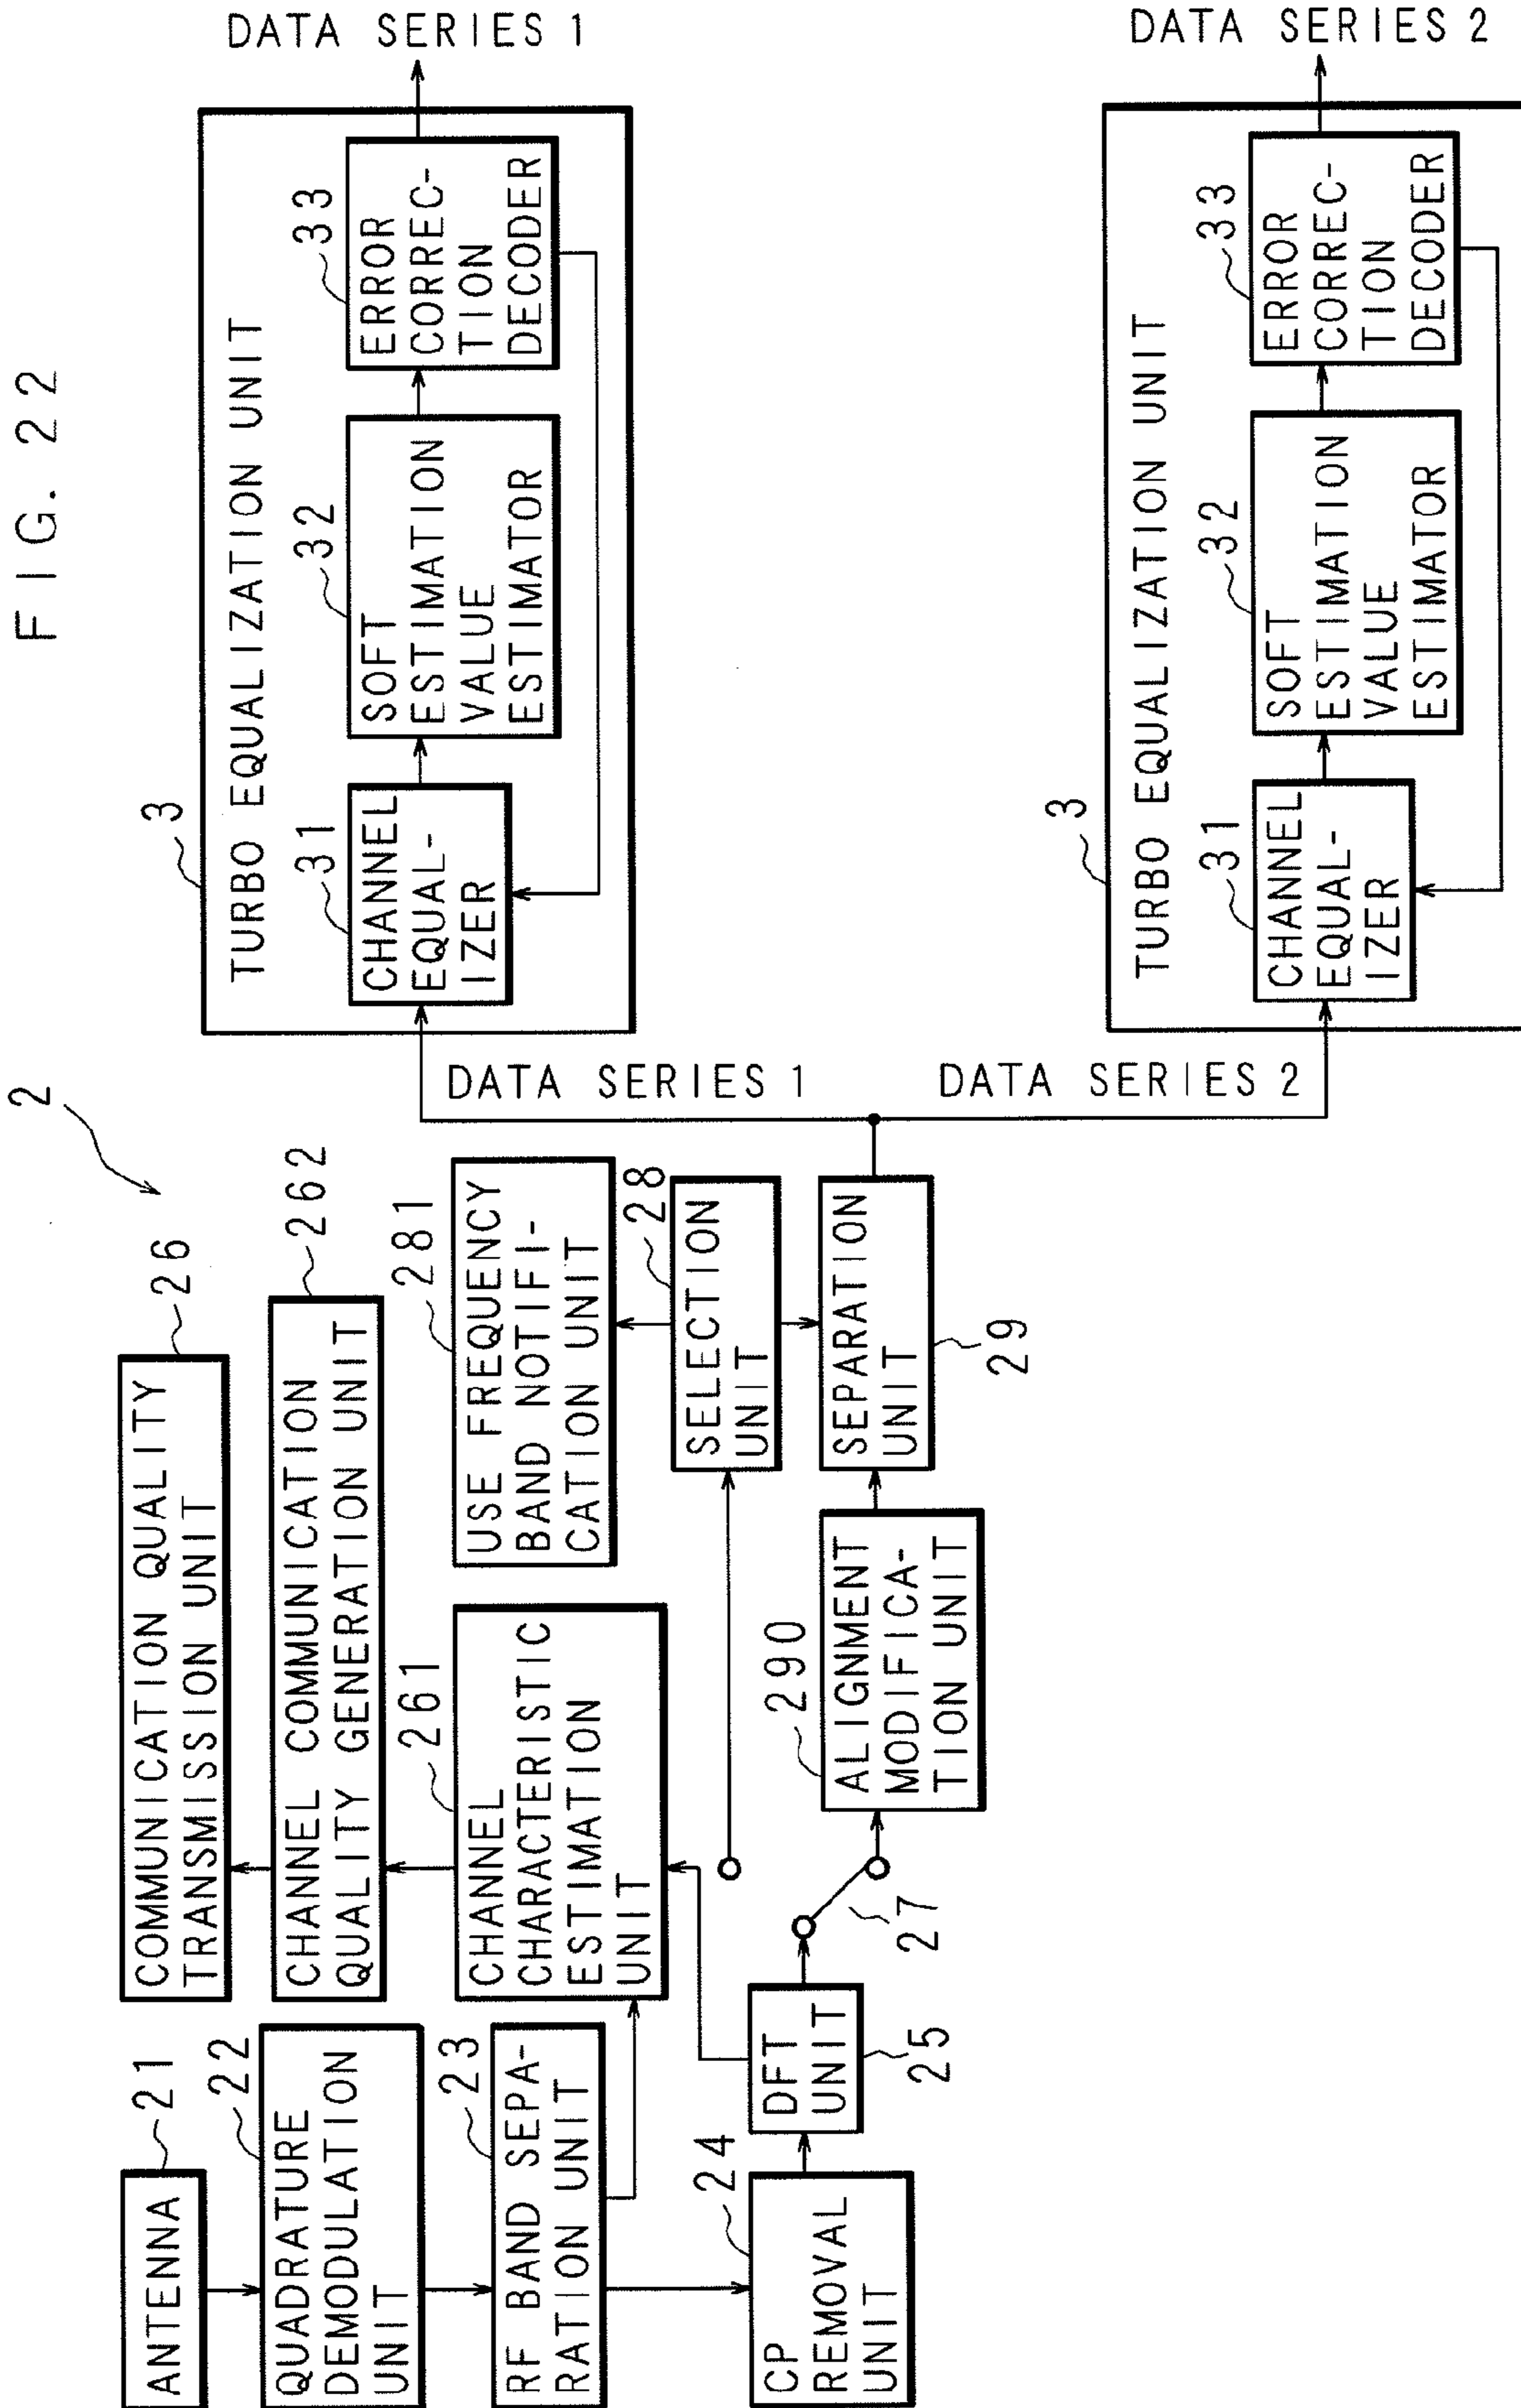 FIG. 22
2
ANTENNA
21
QUADRATURE
DEMODULATION
UNIT
22
RF BAND SEPA-
RATION UNIT
23
CP
REMOVAL
UNIT
24
DFT
UNIT
25
COMMUNICATION QUALITY
TRANSMISSION UNIT
26
CHANNEL COMMUNICATION
QUALITY GENERATION UNIT
262
CHANNEL
CHARACTERISTIC
ESTIMATION
UNIT
261
27
USE FREQUENCY
BAND NOTIFI-
CATION UNIT
281
SELECTION
UNIT
28
ALIGNMENT
MODIFICA-
TION UNIT
290
SEPARATION
UNIT
29
DATA SERIES 1
DATA SERIES 2
3
TURBO EQUALIZATION UNIT
31
CHANNEL
EQUAL-
IZER
32
SOFT
ESTIMATION
VALUE
ESTIMATOR
33
ERROR
CORREC-
TION
DECODER
DATA SERIES 1
3
TURBO EQUALIZATION UNIT
31
CHANNEL
EQUAL-
IZER
32
SOFT
ESTIMATION
VALUE
ESTIMATOR
33
ERROR
CORREC-
TION
DECODER
DATA SERIES 2